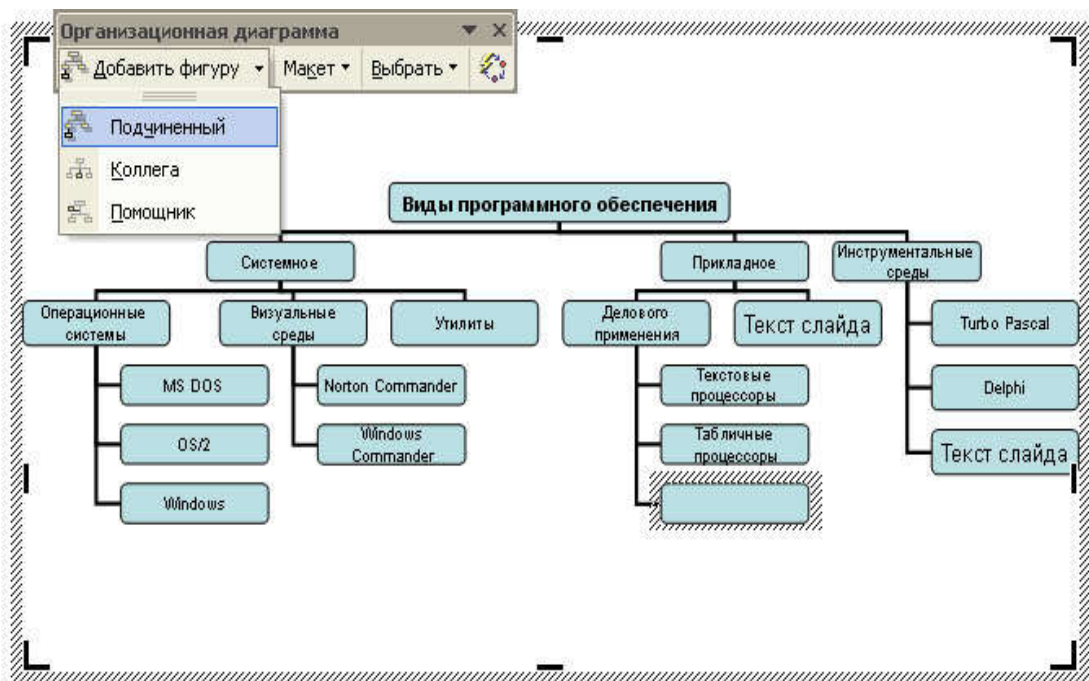 Организационная диаграмма
Добавить фигуру
Макет
Выбрать
Подчиненный
Коллега
Помощник
Виды программного обеспечения
Системное
Прикладное
Инструментальные
среды
Операционные
системы
Визуальные
среды
Утилиты
Делового
применения
Текст слайда
Turbo Pascal
MS DOS
Norton Commander
Текстовые
процессоры
Delphi
OS/2
Windows
Commander
Табличные
процессоры
Текст слайда
Windows